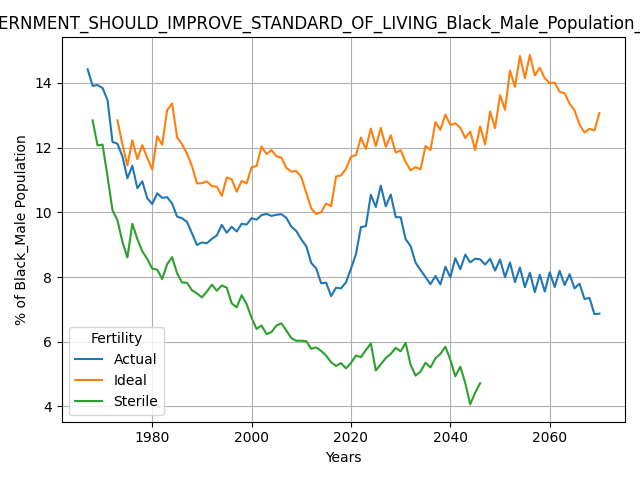 ERNMENT_SHOULD_IMPROVE_STANDARD_OF_LIVING_Black_Male_Population_
% of Black_Male Population
14
12
10
8
6
4
Fertility
Actual
Ideal
Sterile
1980 2000 2020 2040 2060
Years